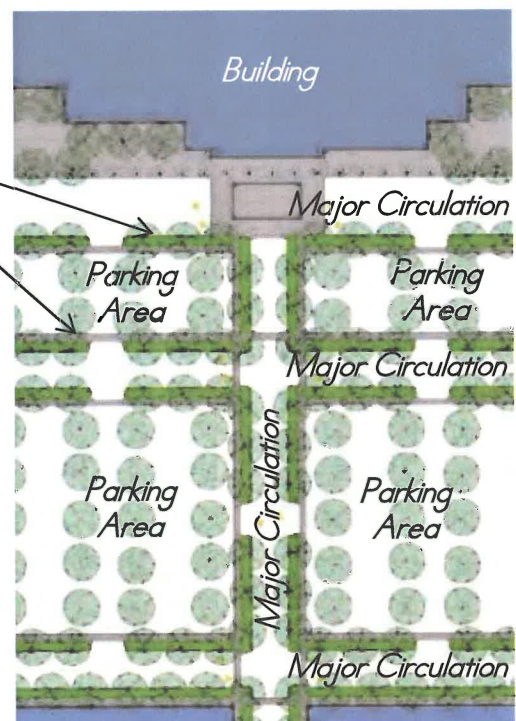 Building
Major Circulation
Parking
Area
Parking
Area
Major Circulation
Parking
Area
Major Circulation
Parking
Area
Major Circulation